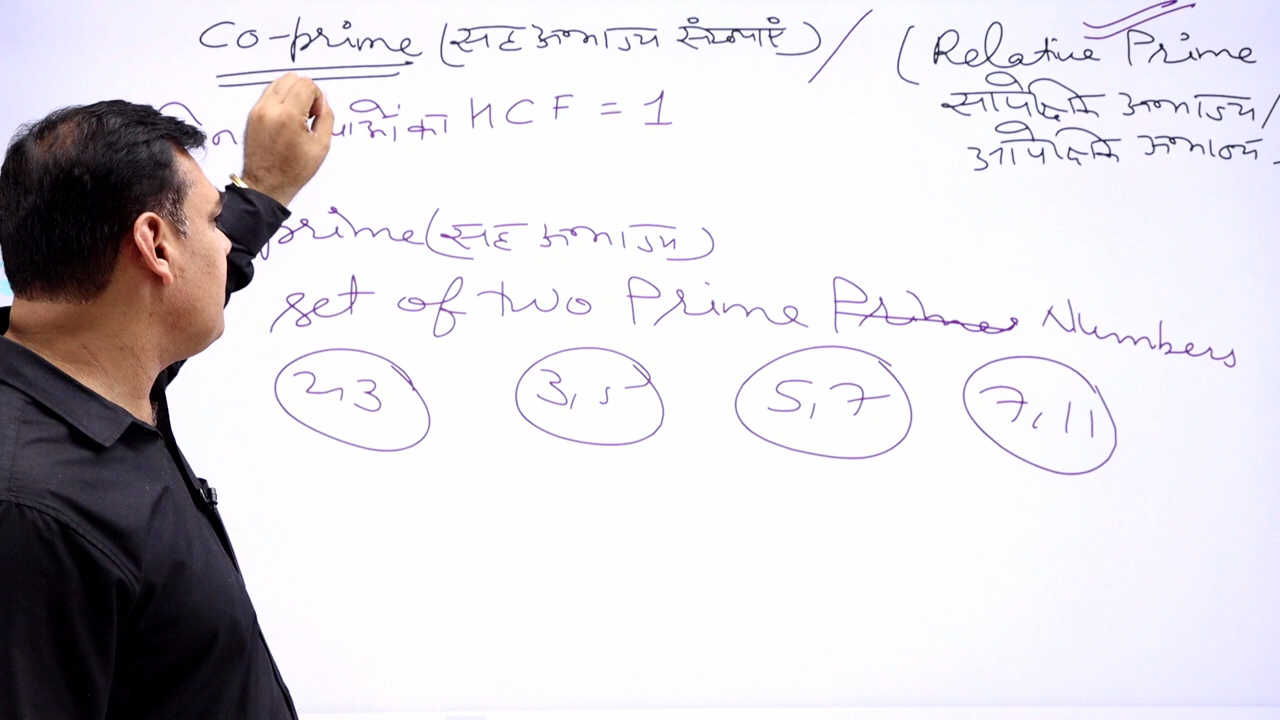 Co-prime (सह अभाज्य संख्याएं) / (Relative Prime
सापेक्षिक अभाज्य /
आपेक्षिक अभाज्य
का HCF = 1
prime (सह अभाज्य)
set of two Prime Prime Numbers
2,3 3,5 5,7 7,11